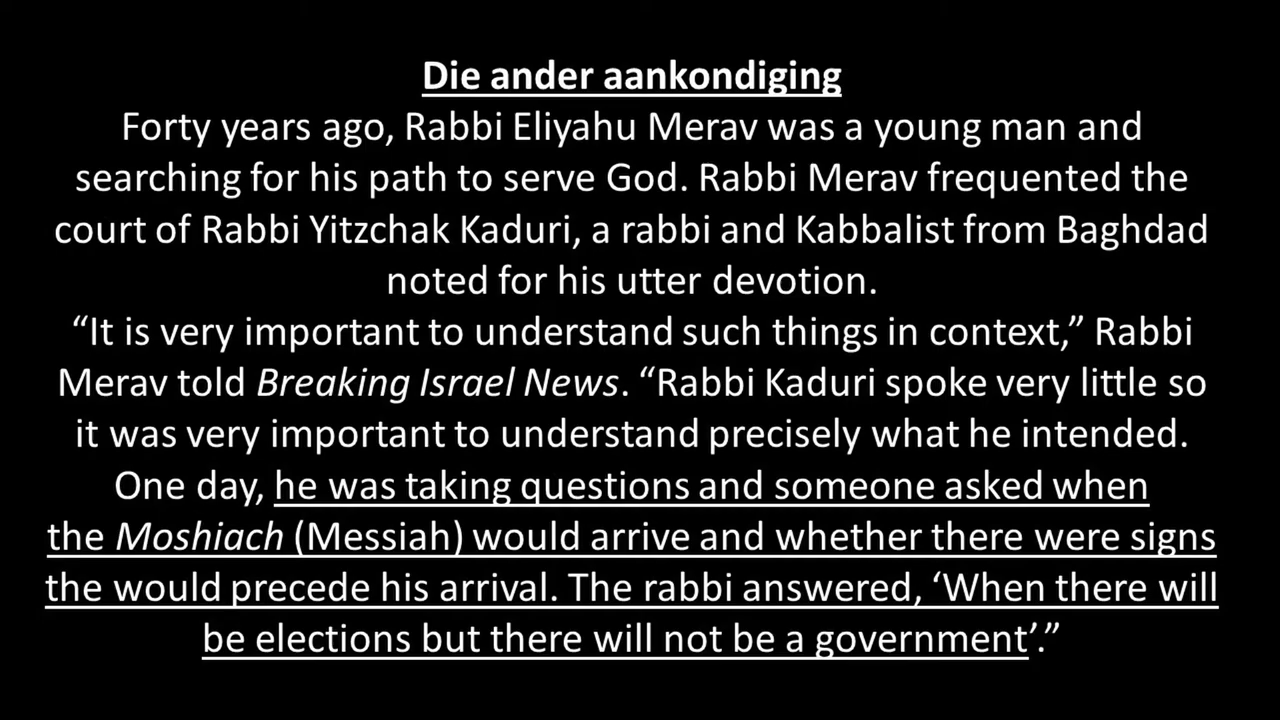 Die ander aankondiging
Forty years ago, Rabbi Eliyahu Merav was a young man and
searching for his path to serve God. Rabbi Merav frequented the
court of Rabbi Yitzchak Kaduri, a rabbi and Kabbalist from Baghdad
noted for his utter devotion.
“It is very important to understand such things in context,” Rabbi
Merav told Breaking Israel News. “Rabbi Kaduri spoke very little so
it was very important to understand precisely what he intended.
One day, he was taking questions and someone asked when
the Moshiach (Messiah) would arrive and whether there were signs
the would precede his arrival. The rabbi answered, ‘When there will
be elections but there will not be a government’.”